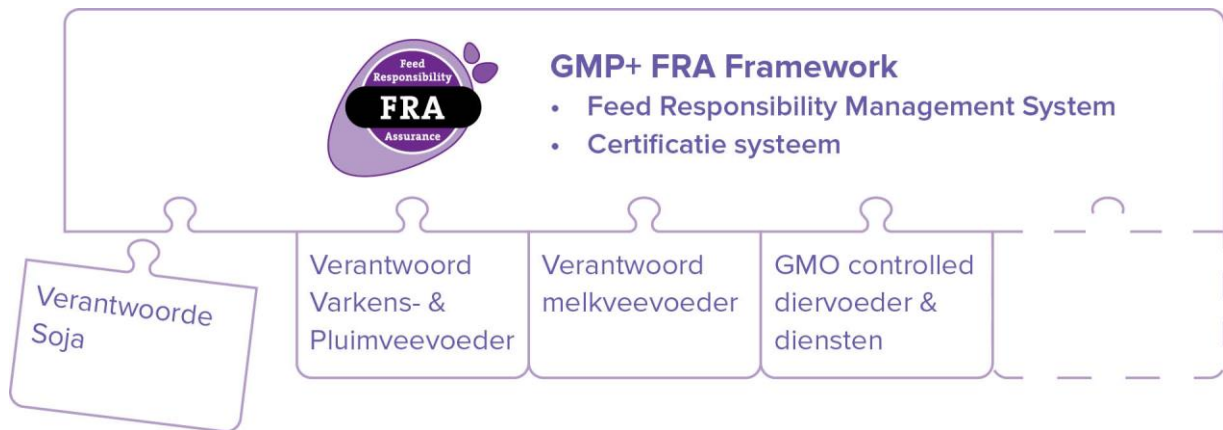 Feed
Responsibility
FRA
Assurance
GMP+ FRA Framework
• Feed Responsibility Management System
• Certificatie systeem
Verantwoorde
Soja
Verantwoord
Varkens- &
Pluimveevoeder
Verantwoord
melkveevoeder
GMO controlled
diervoeder &
diensten